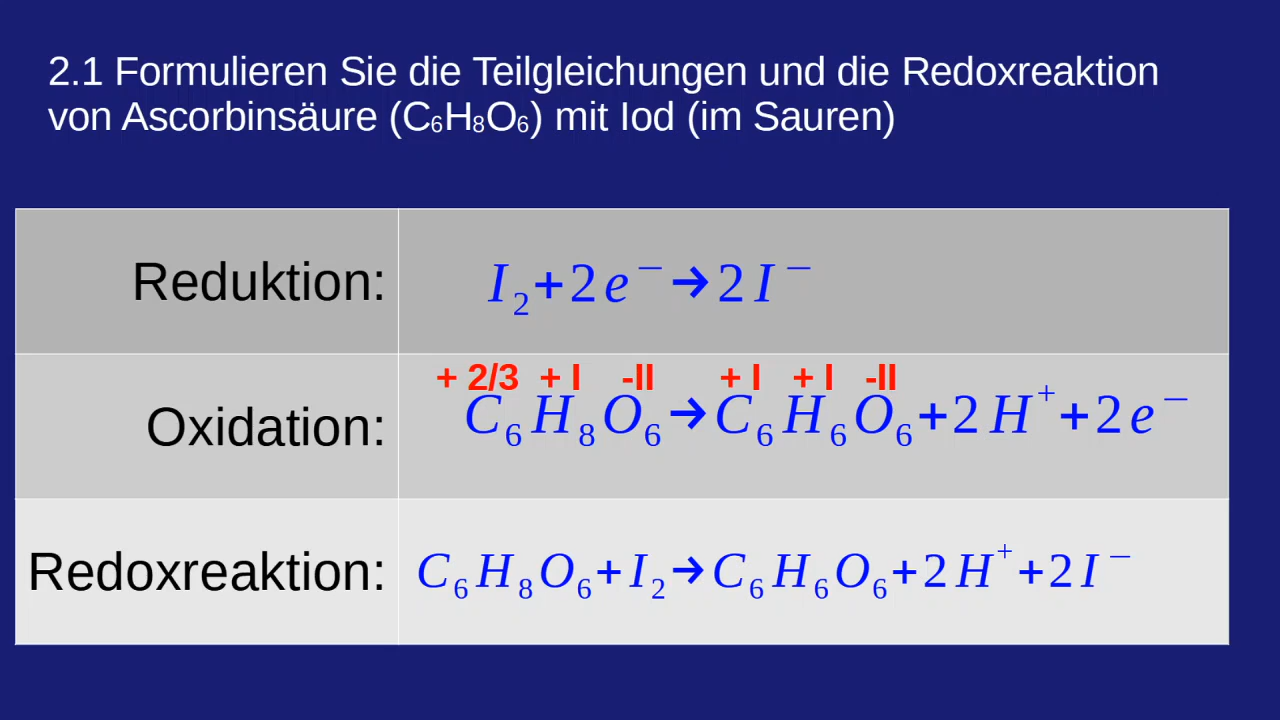 2.1 Formulieren Sie die Teilgleichungen und die Redoxreaktion
von Ascorbinsäure (C₆H₈O₆) mit Iod (im Sauren)
Reduktion: I₂+2e⁻→2I⁻
+ 2/3 + I -II + I + I -II
Oxidation: C₆H₈O₆→C₆H₆O₆+2H⁺+2e⁻
Redoxreaktion: C₆H₈O₆+I₂→C₆H₆O₆+2H⁺+2I⁻